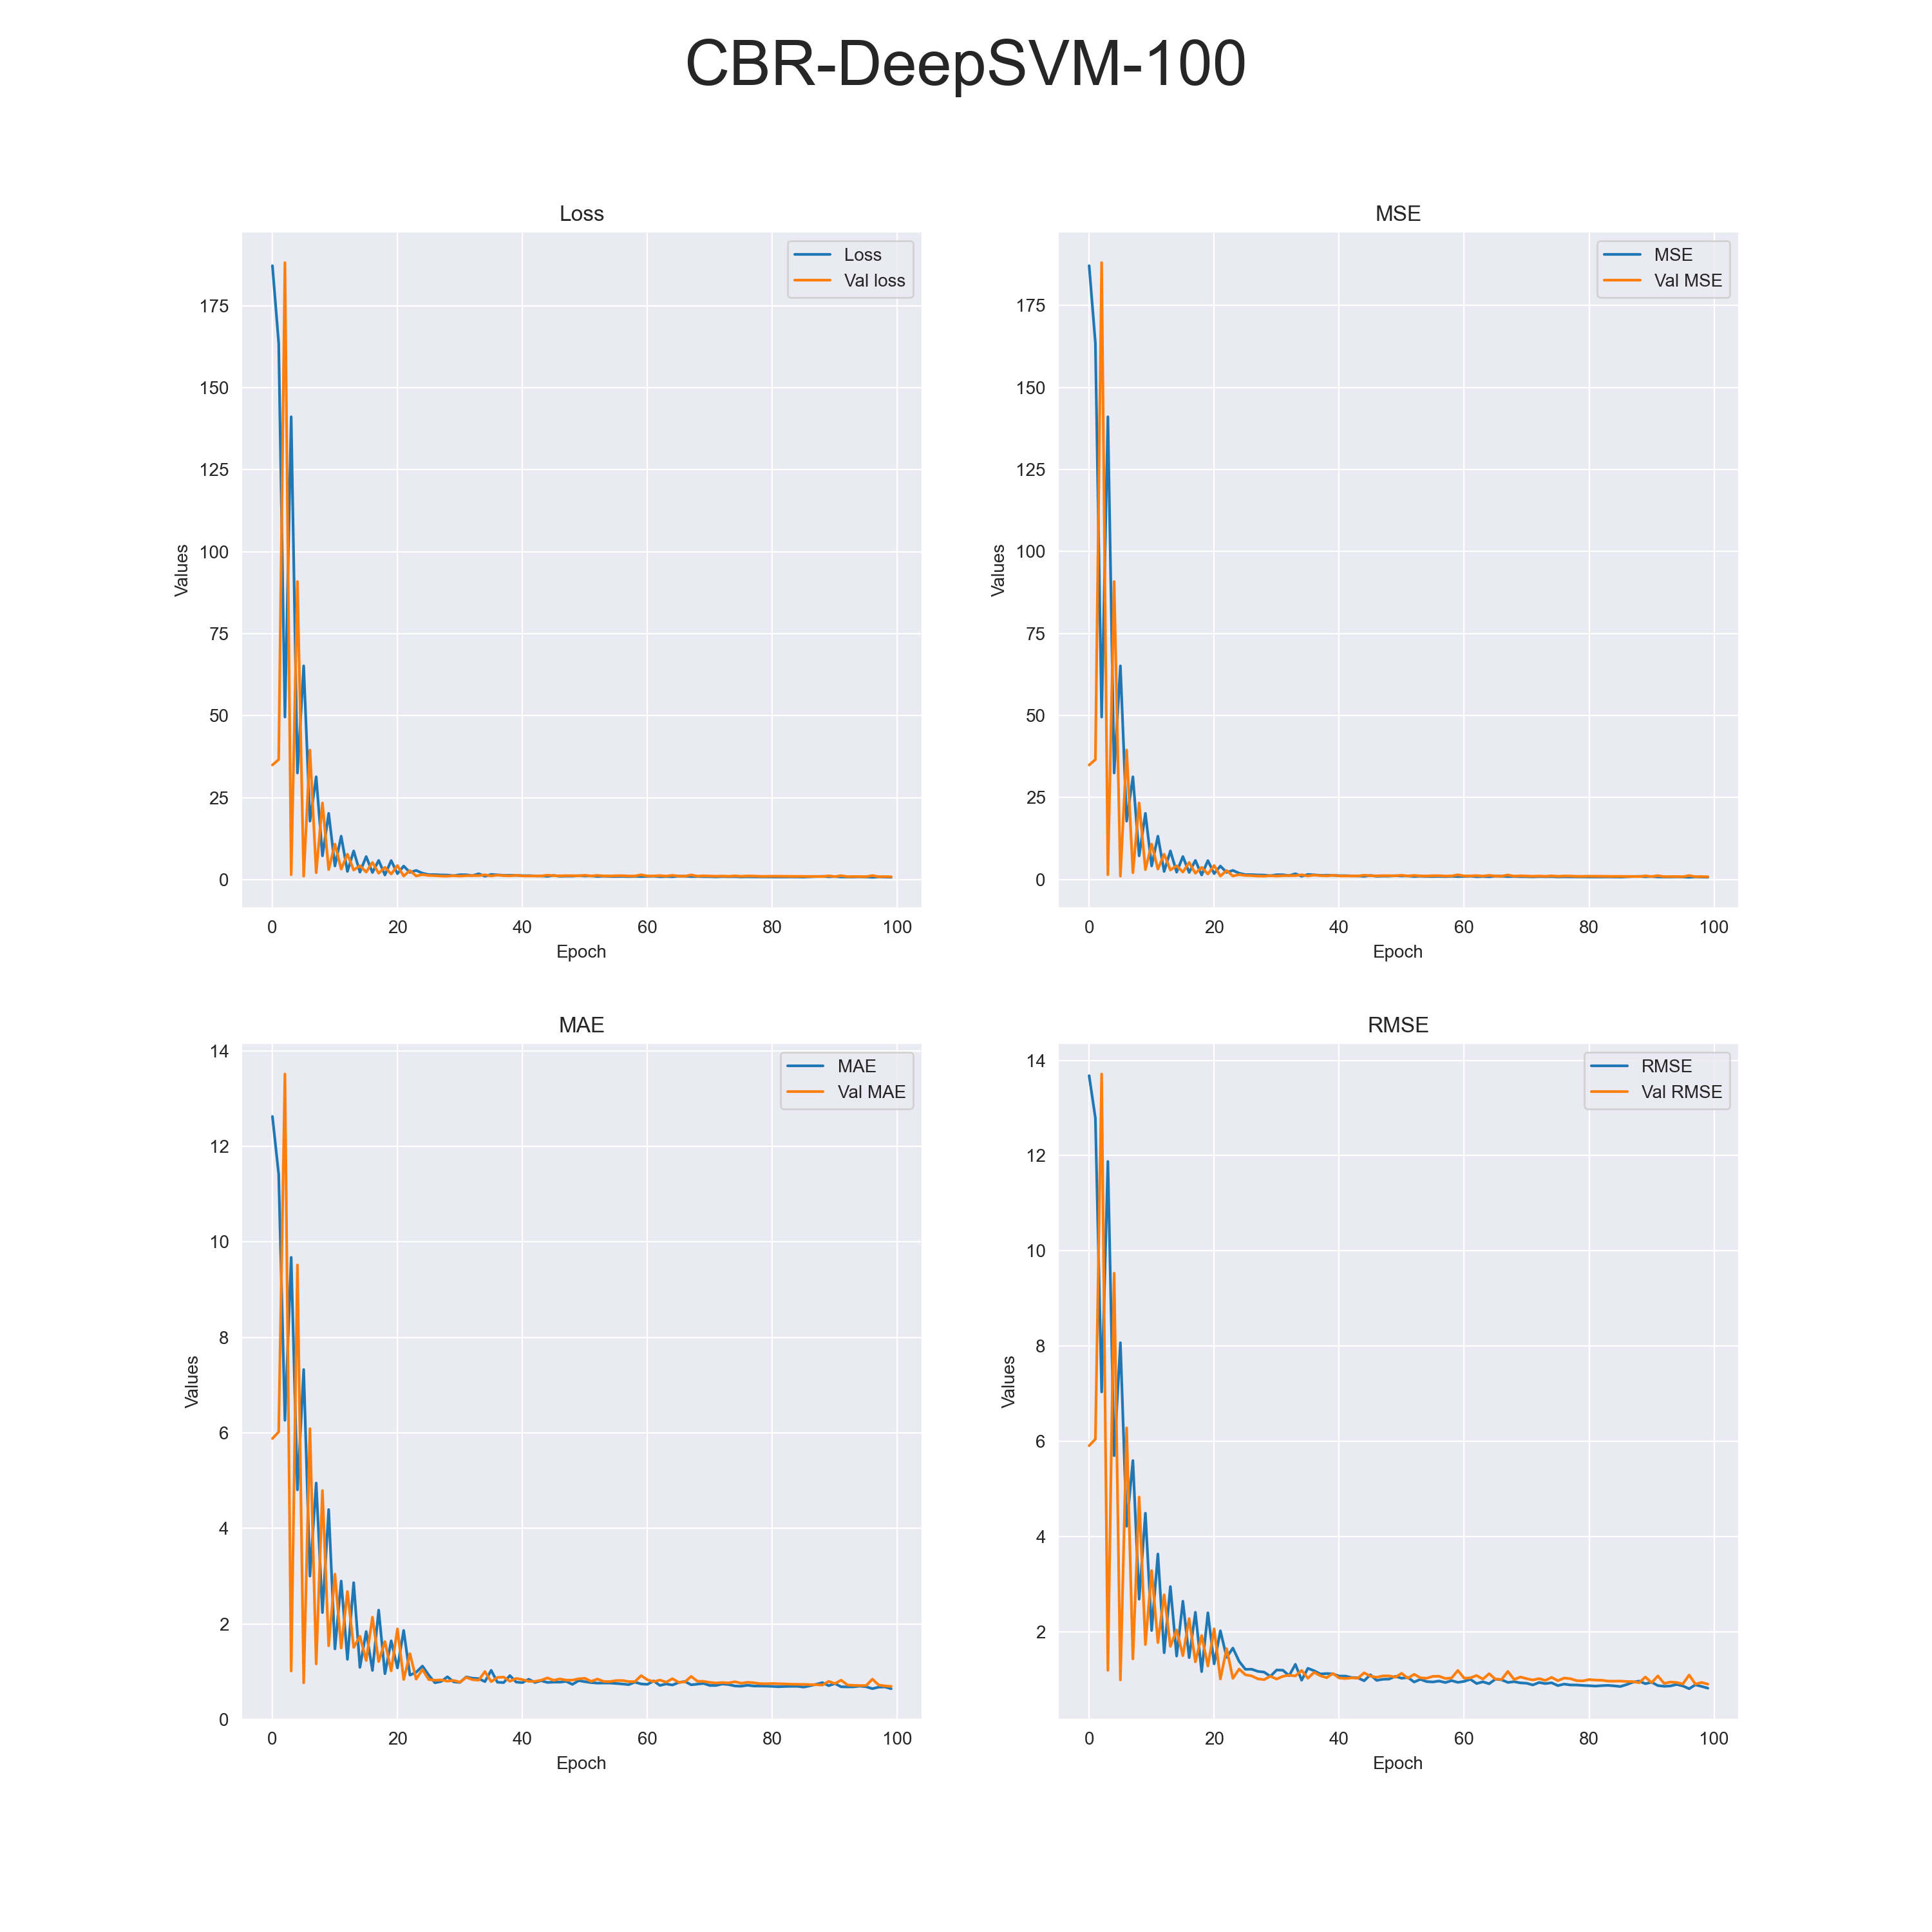 CBR-DeepSVM-100
Loss
Loss
Val loss
175
150
125
100
75
50
25
0
Values
0 20 40 60 80 100
Epoch
MSE
MSE
Val MSE
175
150
125
100
75
50
25
0
Values
0 20 40 60 80 100
Epoch
MAE
MAE
Val MAE
14
12
10
8
6
4
2
0
Values
0 20 40 60 80 100
Epoch
RMSE
RMSE
Val RMSE
14
12
10
8
6
4
2
Values
0 20 40 60 80 100
Epoch